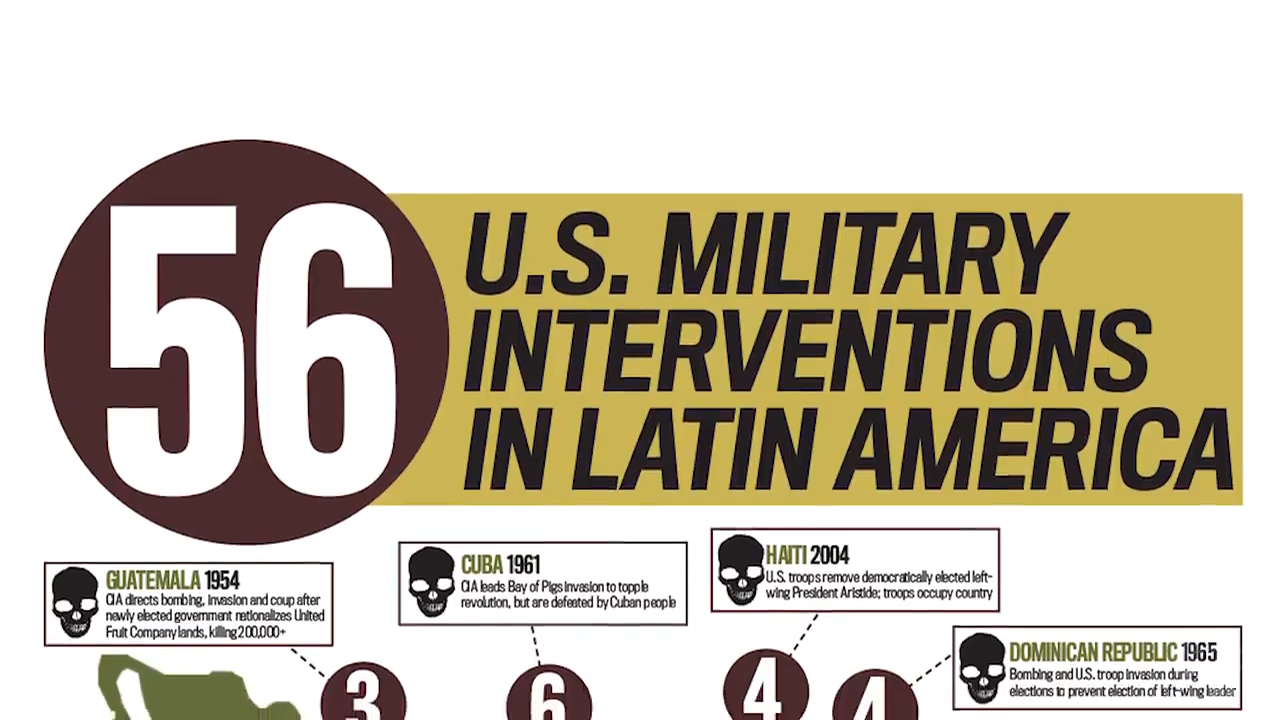 56
U.S. MILITARY
INTERVENTIONS
IN LATIN AMERICA
GUATEMALA 1954
CIA directs bombing, invasion and coup after
newly elected government nationalizes United
Fruit Company lands, killing 200,000+
CUBA 1961
CIA leads Bay of Pigs invasion to topple
revolution, but are defeated by Cuban people
HAITI 2004
U.S. troops remove democratically elected left-
wing President Aristide; troops occupy country
DOMINICAN REPUBLIC 1965
Bombing and U.S. troop invasion during
elections to prevent election of left-wing leader
3
6
4
4